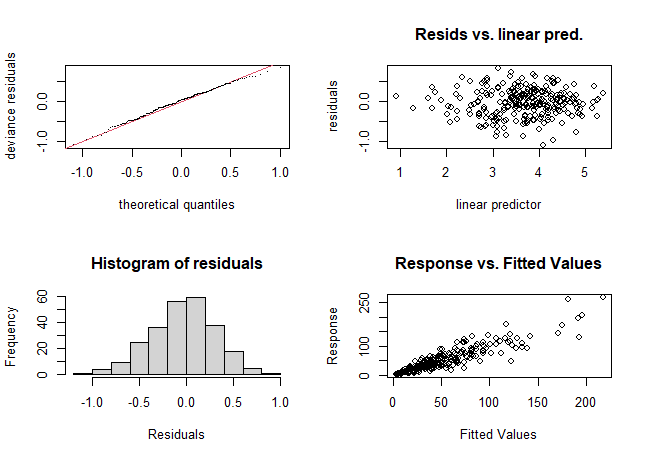 deviance residuals
-1.0
0.0
-1.0
-0.5
0.0
0.5
1.0
theoretical quantiles
Resids vs. linear pred.
residuals
-1.0
0.0
1
2
3
4
5
linear predictor
Histogram of residuals
Frequency
0
20
40
60
-1.0
-0.5
0.0
0.5
1.0
Residuals
Response vs. Fitted Values
Response
0
100
250
0
50
100
150
200
Fitted Values